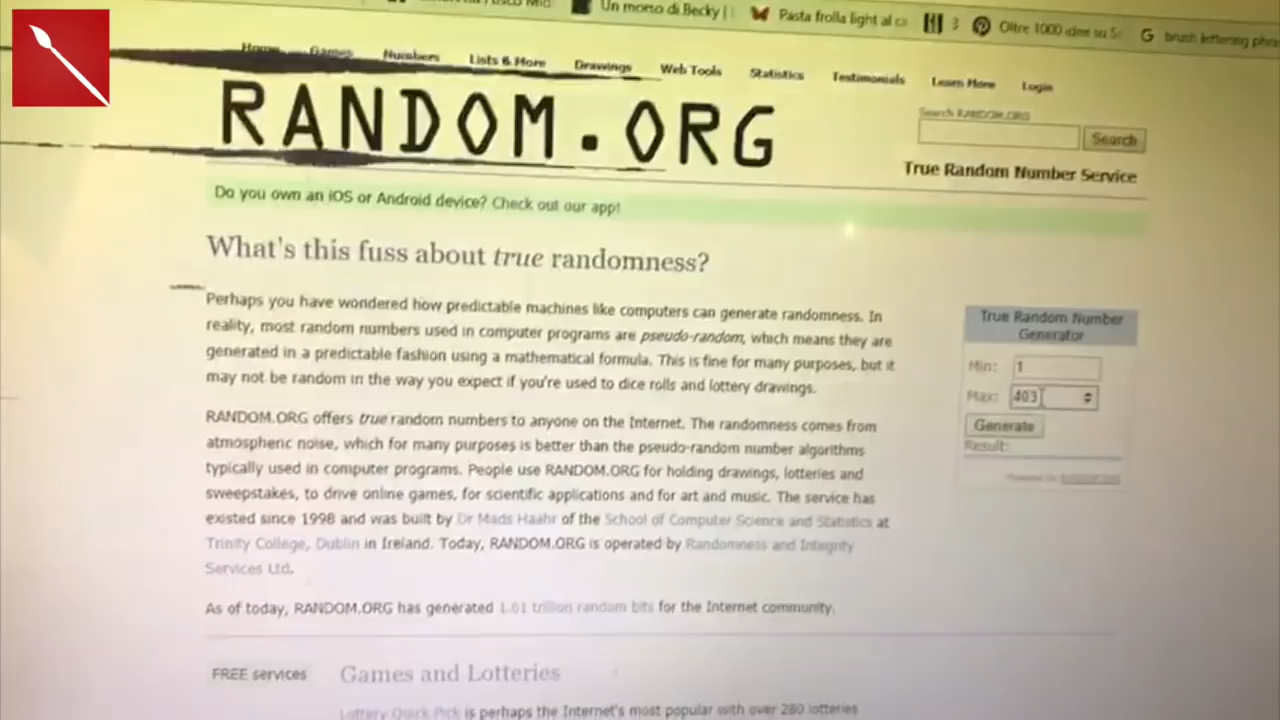 Un morso di Becky |
Pasta frolla light al
3
Oltre 1000 idee su
brush lettering
Home Games Numbers Lists & More Drawings Web Tools Statistics Testimonials Learn More Login
RANDOM.ORG
Search RANDOM.ORG
Search
True Random Number Service
Do you own an iOS or Android device? Check out our app!
What's this fuss about true randomness?
Perhaps you have wondered how predictable machines like computers can generate randomness. In
reality, most random numbers used in computer programs are pseudo-random, which means they are
generated in a predictable fashion using a mathematical formula. This is fine for many purposes, but it
may not be random in the way you expect if you're used to dice rolls and lottery drawings.
RANDOM.ORG offers true random numbers to anyone on the Internet. The randomness comes from
atmospheric noise, which for many purposes is better than the pseudo-random number algorithms
typically used in computer programs. People use RANDOM.ORG for holding drawings, lotteries and
sweepstakes, to drive online games, for scientific applications and for art and music. The service has
existed since 1998 and was built by Dr Mads Haahr of the School of Computer Science and Statistics at
Trinity College, Dublin in Ireland. Today, RANDOM.ORG is operated by Randomness and Integrity
Services Ltd.
As of today, RANDOM.ORG has generated 1.61 trillion random bits for the Internet community.
True Random Number
Generator
Min: 1
Max: 403
Generate
Result:
Powered by RANDOM.ORG
FREE services
Games and Lotteries
Lottery Quick Pick is perhaps the Internet's most popular with over 280 lotteries